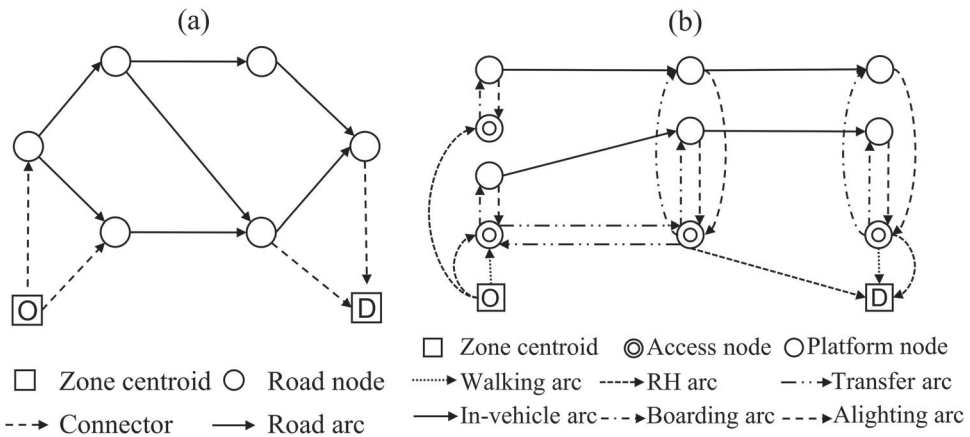 (a)
(b)
O
D
O
D
Zone centroid
Road node
Connector
Road arc
Zone centroid
Access node
Platform node
Walking arc
RH arc
Transfer arc
In-vehicle arc
Boarding arc
Alighting arc